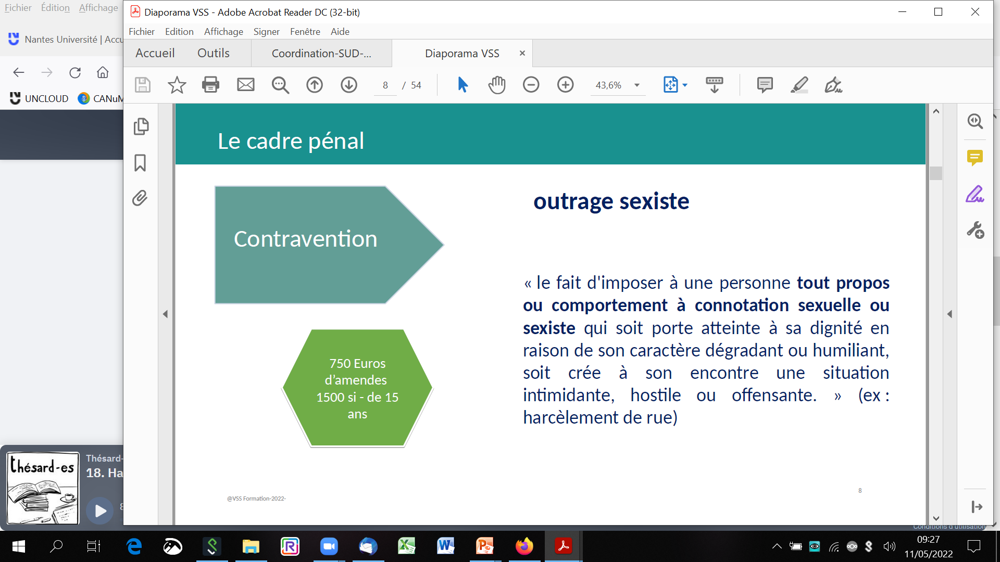 Fichier Édition Affichage
Diaporama VSS - Adobe Acrobat Reader DC (32-bit)
Fichier Edition Affichage Signer Fenêtre Aide
Nantes Université | Accu
Accueil Outils Coordination-SUD-... Diaporama VSS
8 / 54 43,6%
UNCLOUD CANuM
Le cadre pénal
outrage sexiste
Contravention
« le fait d'imposer à une personne tout propos
ou comportement à connotation sexuelle ou
sexiste qui soit porte atteinte à sa dignité en
raison de son caractère dégradant ou humiliant,
soit crée à son encontre une situation
intimidante, hostile ou offensante. » (ex :
harcèlement de rue)
750 Euros
d’amendes
1500 si - de 15
ans
thésard-es
Thésard-
18. Ha
8
@VSS Formation-2022-
8
Conditions d'utilisation
09:27
11/05/2022